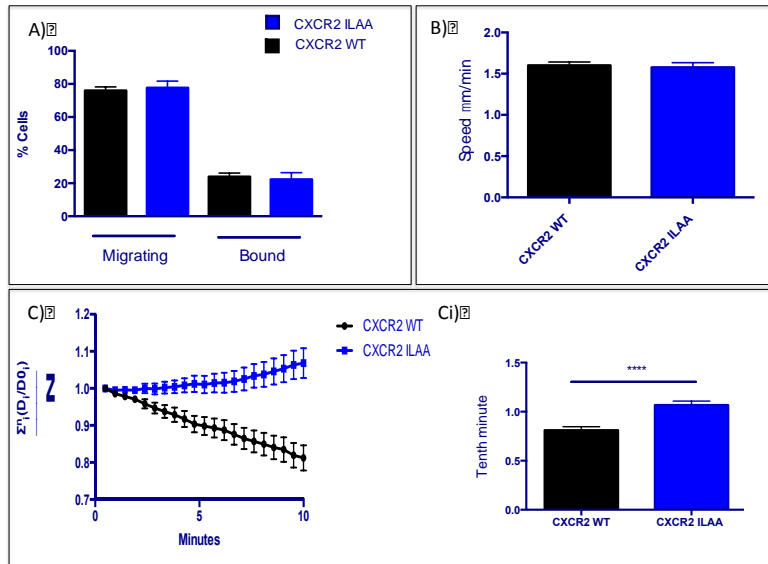 A)
CXCR2 ILAA
CXCR2 WT
100
80
60
40
20
0
% Cells
Migrating
Bound
B)
2.0
1.5
1.0
0.5
0.0
Speed mm/min
CXCR2 WT
CXCR2 ILAA
C)
CXCR2 WT
CXCR2 ILAA
1.2
1.1
1.0
0.9
0.8
0.7
Σⁿᵢ(Dᵢ/D0ᵢ)
N
0
5
10
Minutes
Ci)
****
1.5
1.0
0.5
0.0
Tenth minute
CXCR2 WT
CXCR2 ILAA